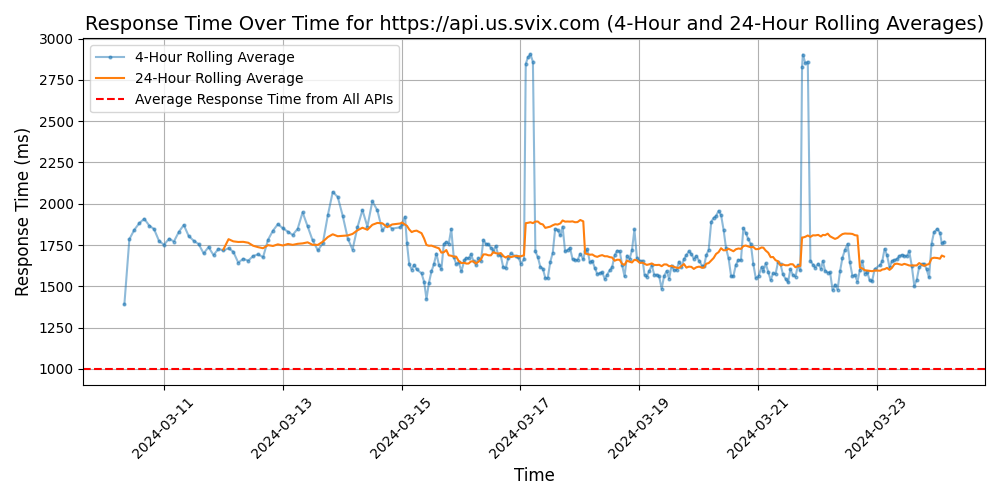 Response Time Over Time for https://api.us.svix.com (4-Hour and 24-Hour Rolling Averages)
4-Hour Rolling Average
24-Hour Rolling Average
Average Response Time from All APIs
Response Time (ms)
3000
2750
2500
2250
2000
1750
1500
1250
1000
2024-03-11
2024-03-13
2024-03-15
2024-03-17
2024-03-19
2024-03-21
2024-03-23
Time